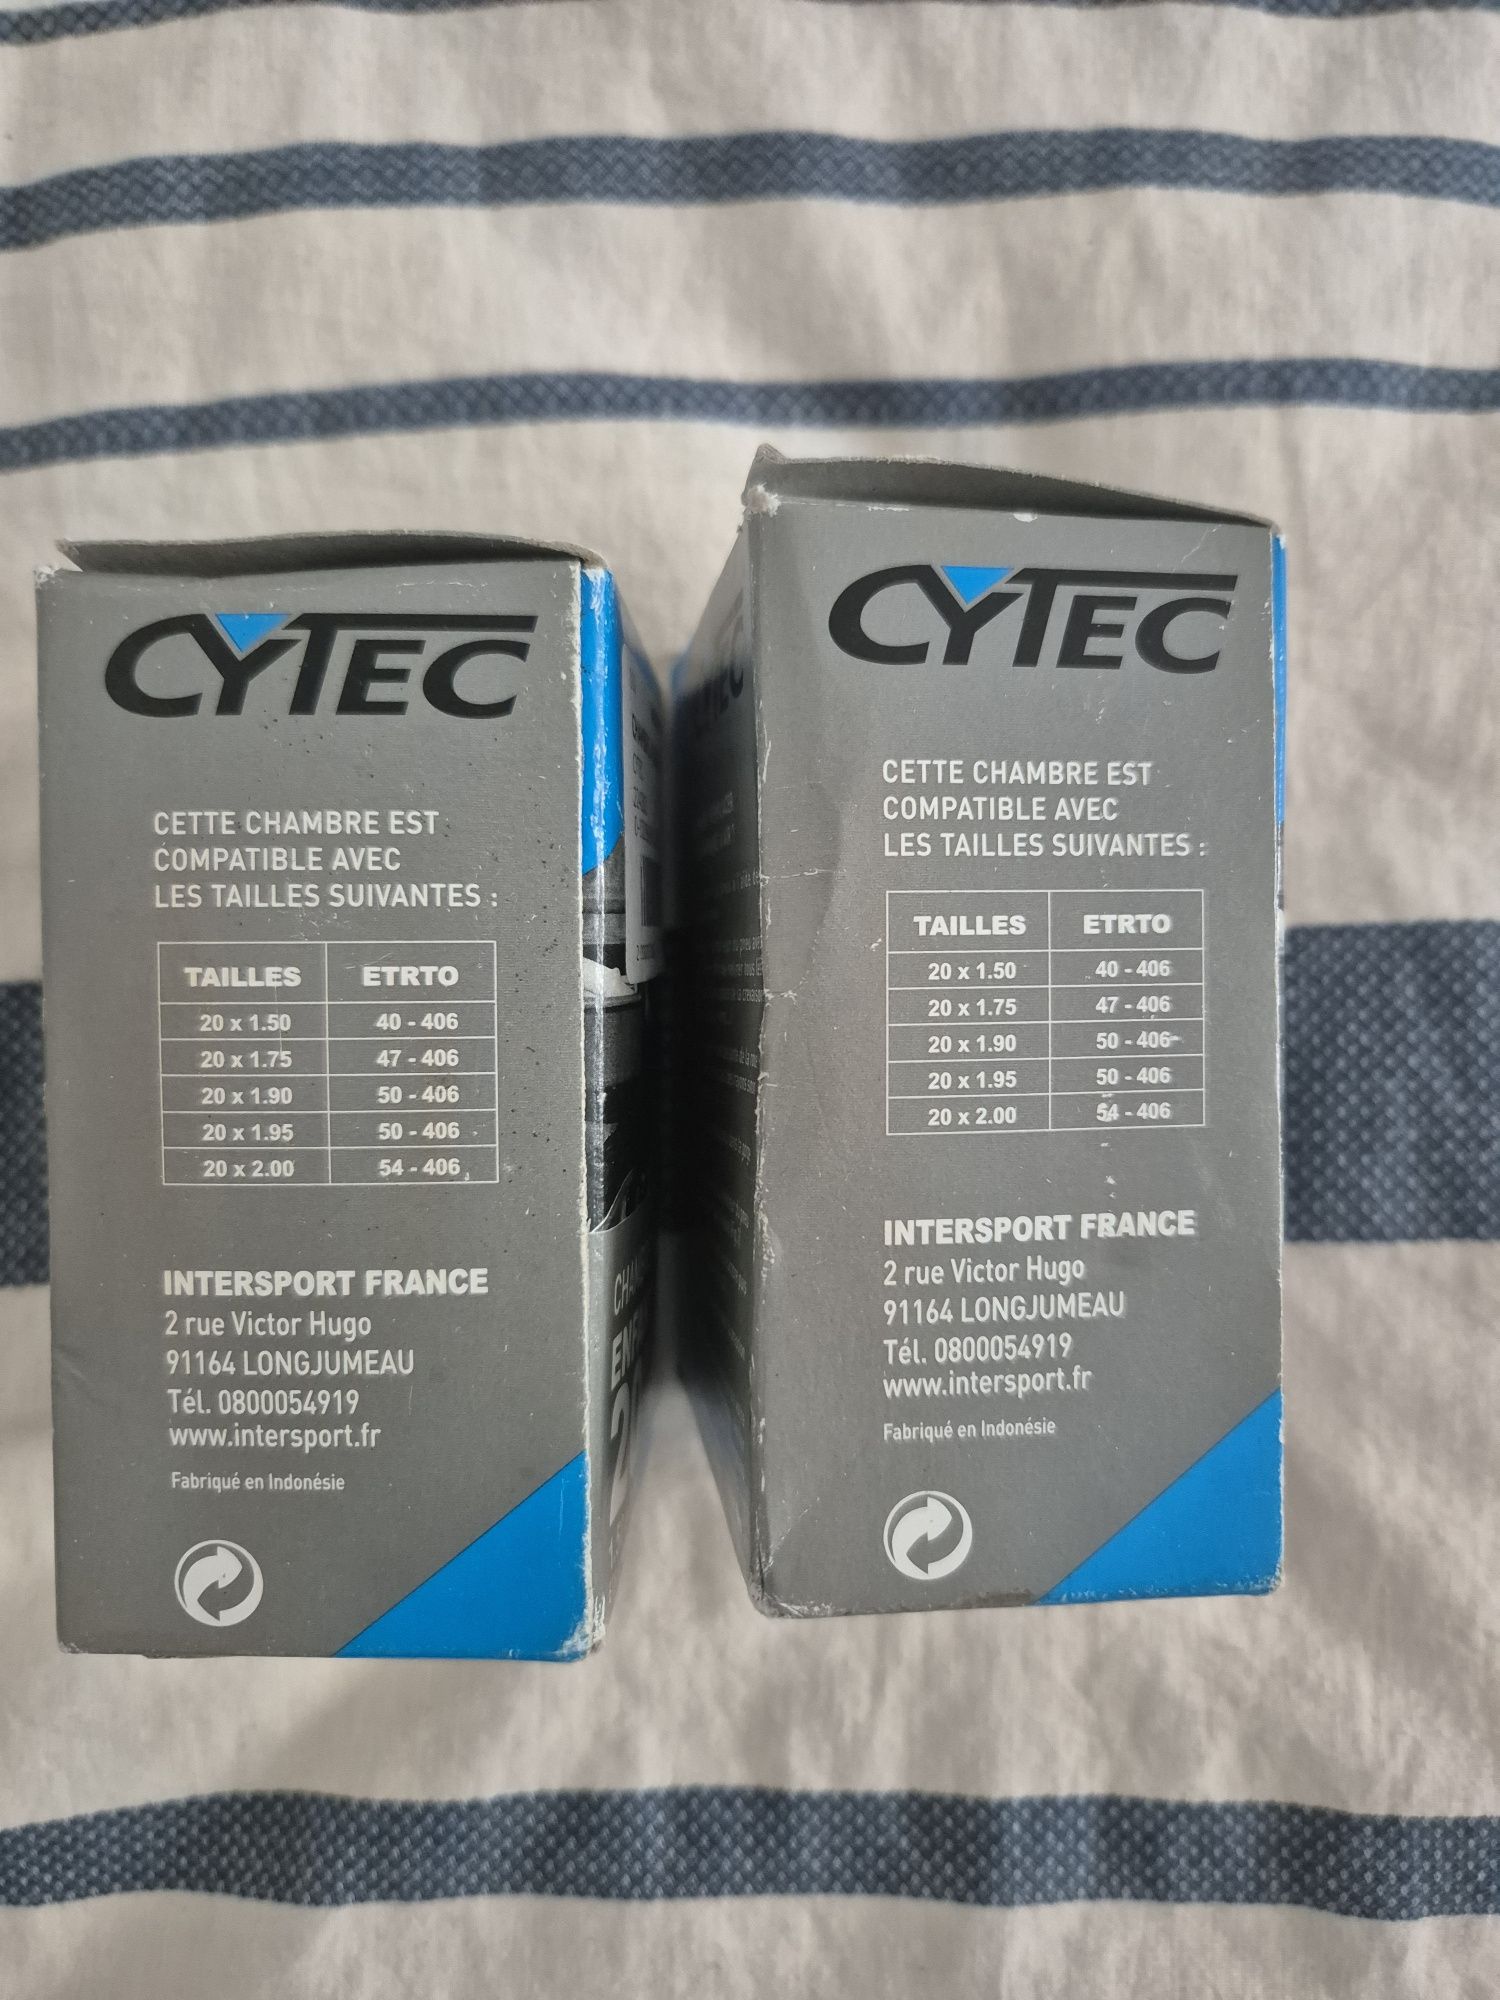 CYTEC
CETTE CHAMBRE EST
COMPATIBLE AVEC
LES TAILLES SUIVANTES :
TAILLES ETRTO
20 x 1.50 40 - 406
20 x 1.75 47 - 406
20 x 1.90 50 - 406
20 x 1.95 50 - 406
20 x 2.00 54 - 406
INTERSPORT FRANCE
2 rue Victor Hugo
91164 LONGJUMEAU
Tél. 0800054919
www.intersport.fr
Fabriqué en Indonésie
CYTEC
CETTE CHAMBRE EST
COMPATIBLE AVEC
LES TAILLES SUIVANTES :
TAILLES ETRTO
20 x 1.50 40 - 406
20 x 1.75 47 - 406
20 x 1.90 50 - 406
20 x 1.95 50 - 406
20 x 2.00 54 - 406
INTERSPORT FRANCE
2 rue Victor Hugo
91164 LONGJUMEAU
Tél. 0800054919
www.intersport.fr
Fabriqué en Indonésie